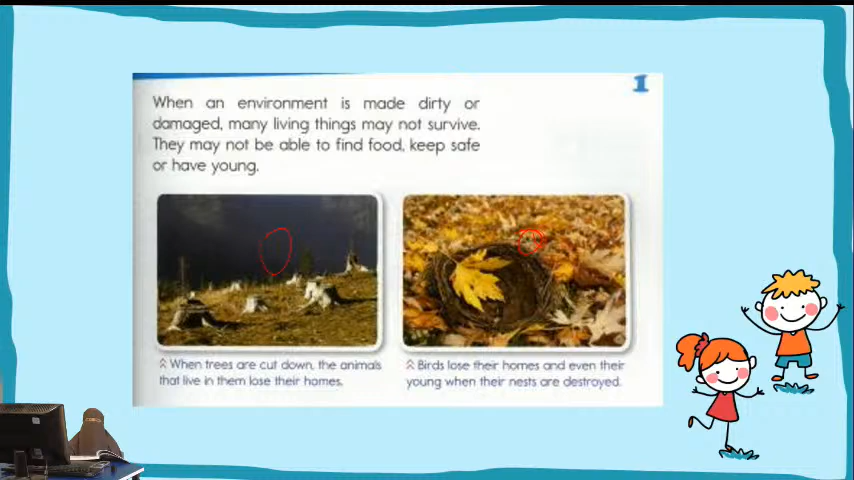 1
When an environment is made dirty or
damaged, many living things may not survive.
They may not be able to find food, keep safe
or have young.
When trees are cut down, the animals
that live in them lose their homes.
Birds lose their homes and even their
young when their nests are destroyed.